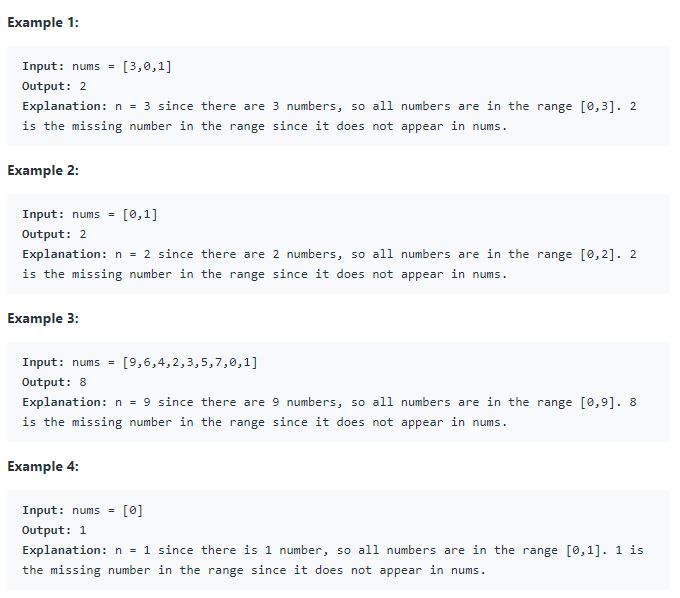 Example 1:
Input: nums = [3,0,1]
Output: 2
Explanation: n = 3 since there are 3 numbers, so all numbers are in the range [0,3]. 2
is the missing number in the range since it does not appear in nums.
Example 2:
Input: nums = [0,1]
Output: 2
Explanation: n = 2 since there are 2 numbers, so all numbers are in the range [0,2]. 2
is the missing number in the range since it does not appear in nums.
Example 3:
Input: nums = [9,6,4,2,3,5,7,0,1]
Output: 8
Explanation: n = 9 since there are 9 numbers, so all numbers are in the range [0,9]. 8
is the missing number in the range since it does not appear in nums.
Example 4:
Input: nums = [0]
Output: 1
Explanation: n = 1 since there is 1 number, so all numbers are in the range [0,1]. 1 is
the missing number in the range since it does not appear in nums.